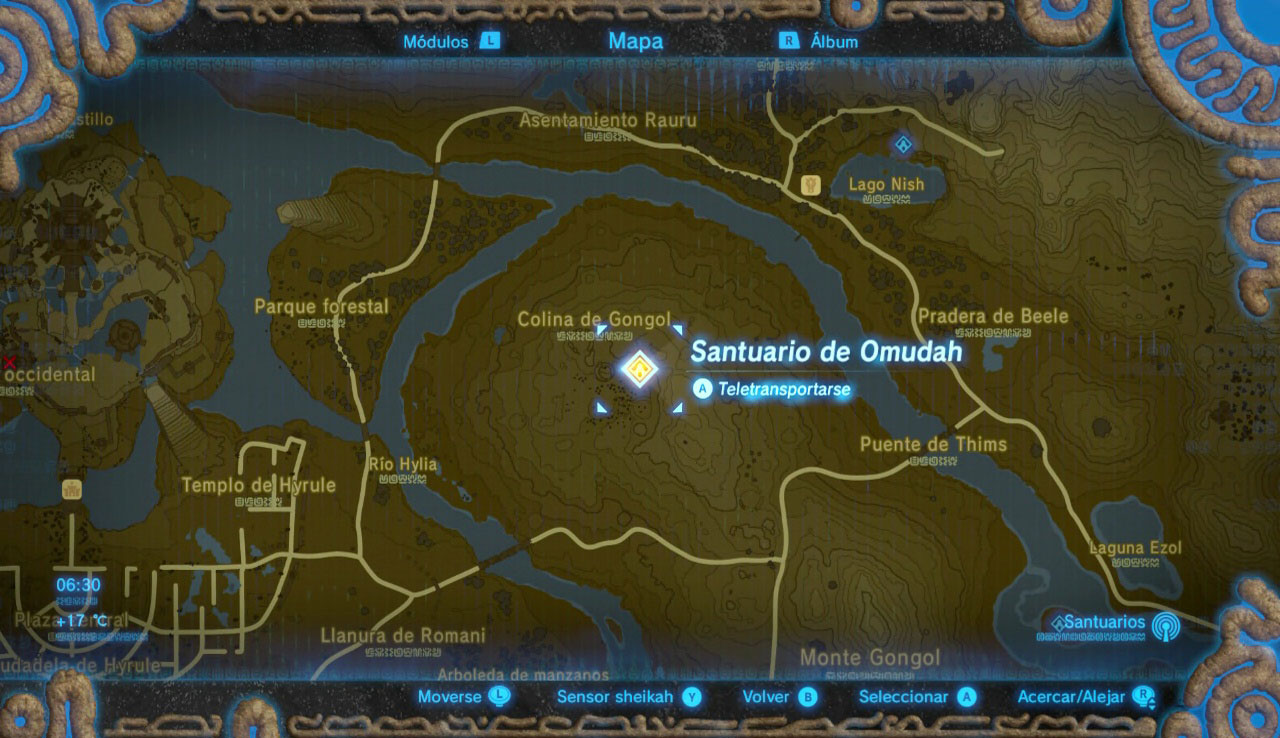 Módulos L
Mapa
R Álbum
Asentamiento Rauru
Lago Nish
Parque forestal
Colina de Gongol
Pradera de Beele
Santuario de Omudah
A Teletransportarse
occidental
Puente de Thims
Río Hylia
Templo de Hyrule
Laguna Ezol
06:30
+17 °C
Santuarios
Llanura de Romani
Monte Gongol
Arboleda de manzanos
Moverse L
Sensor sheikah Y
Volver B
Seleccionar A
Acercar/Alejar R